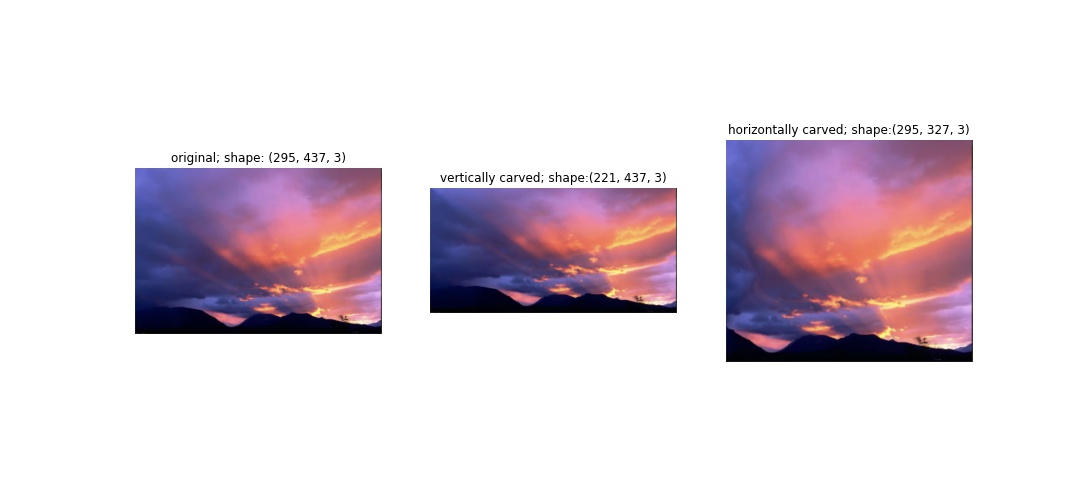 original; shape: (295, 437, 3)
vertically carved; shape:(221, 437, 3)
horizontally carved; shape:(295, 327, 3)